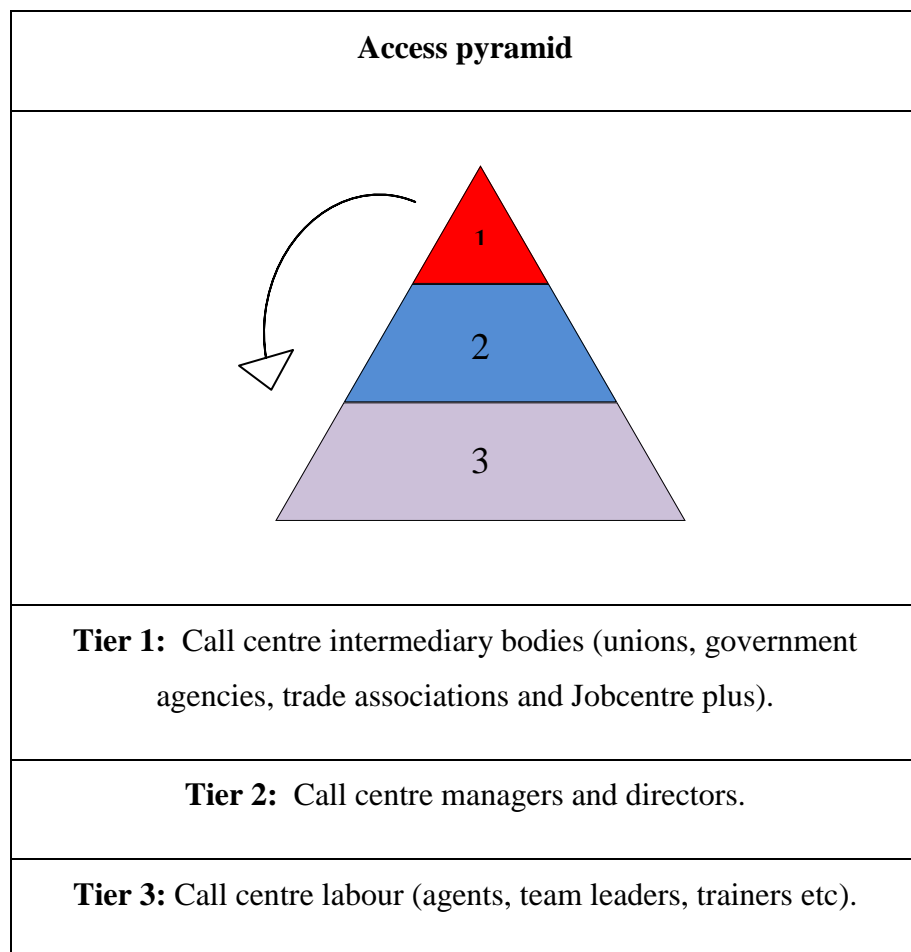 Access pyramid
1
2
3
Tier 1: Call centre intermediary bodies (unions, government
agencies, trade associations and Jobcentre plus).
Tier 2: Call centre managers and directors.
Tier 3: Call centre labour (agents, team leaders, trainers etc).